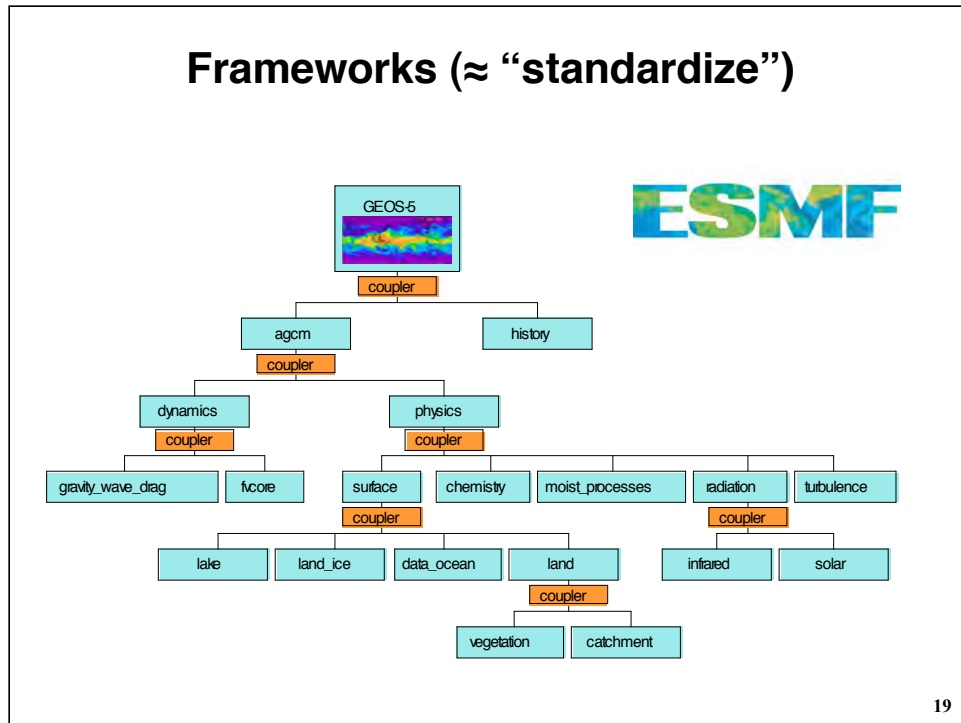 Frameworks (≈ “standardize”)
ESMF
GEOS-5
coupler
agcm
history
coupler
dynamics
physics
coupler
coupler
gravity_wave_drag
fvcore
surface
chemistry
moist_processes
radiation
turbulence
coupler
coupler
lake
land_ice
data_ocean
land
infrared
solar
coupler
vegetation
catchment
19